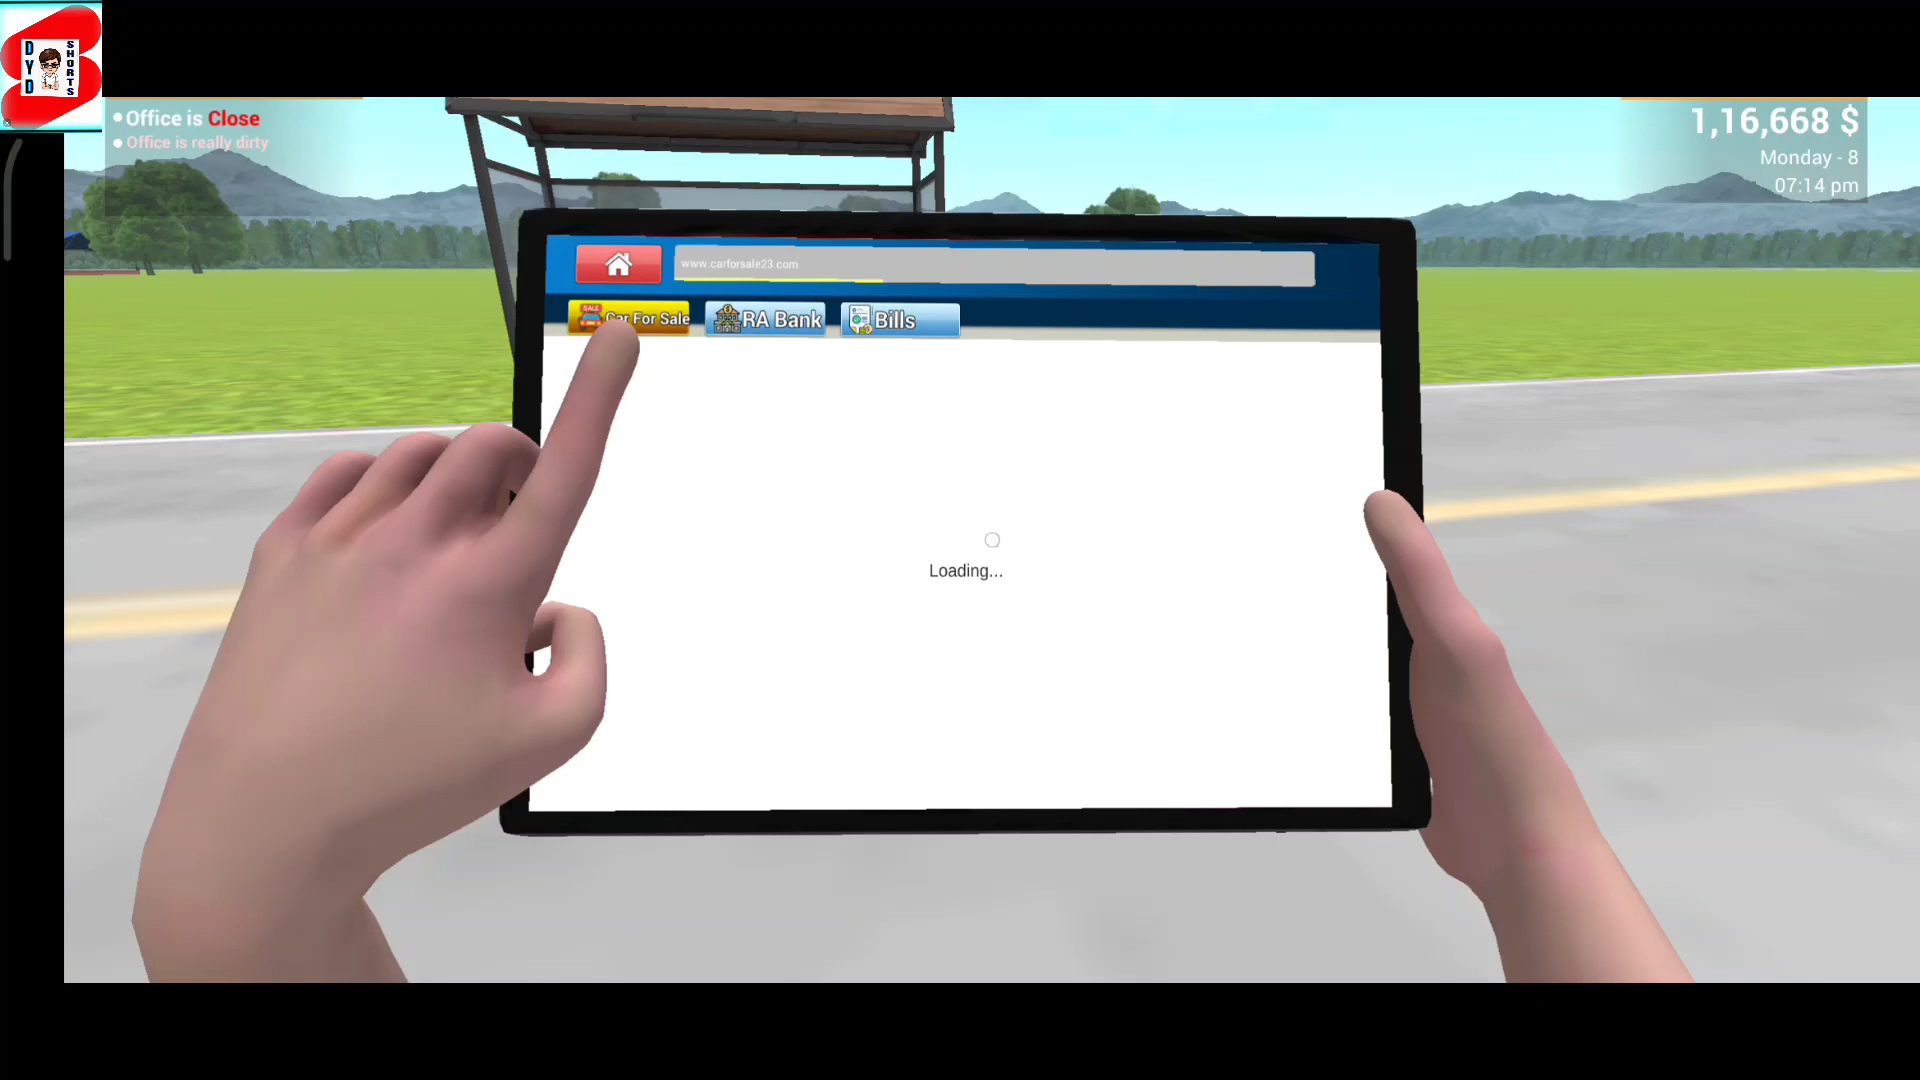 DYD
SHORTS
Office is Close
Office is really dirty
1,16,668 $
Monday - 8
07:14 pm
www.carforsale23.com
SALE
Car For Sale
RA Bank
Bills
Loading...